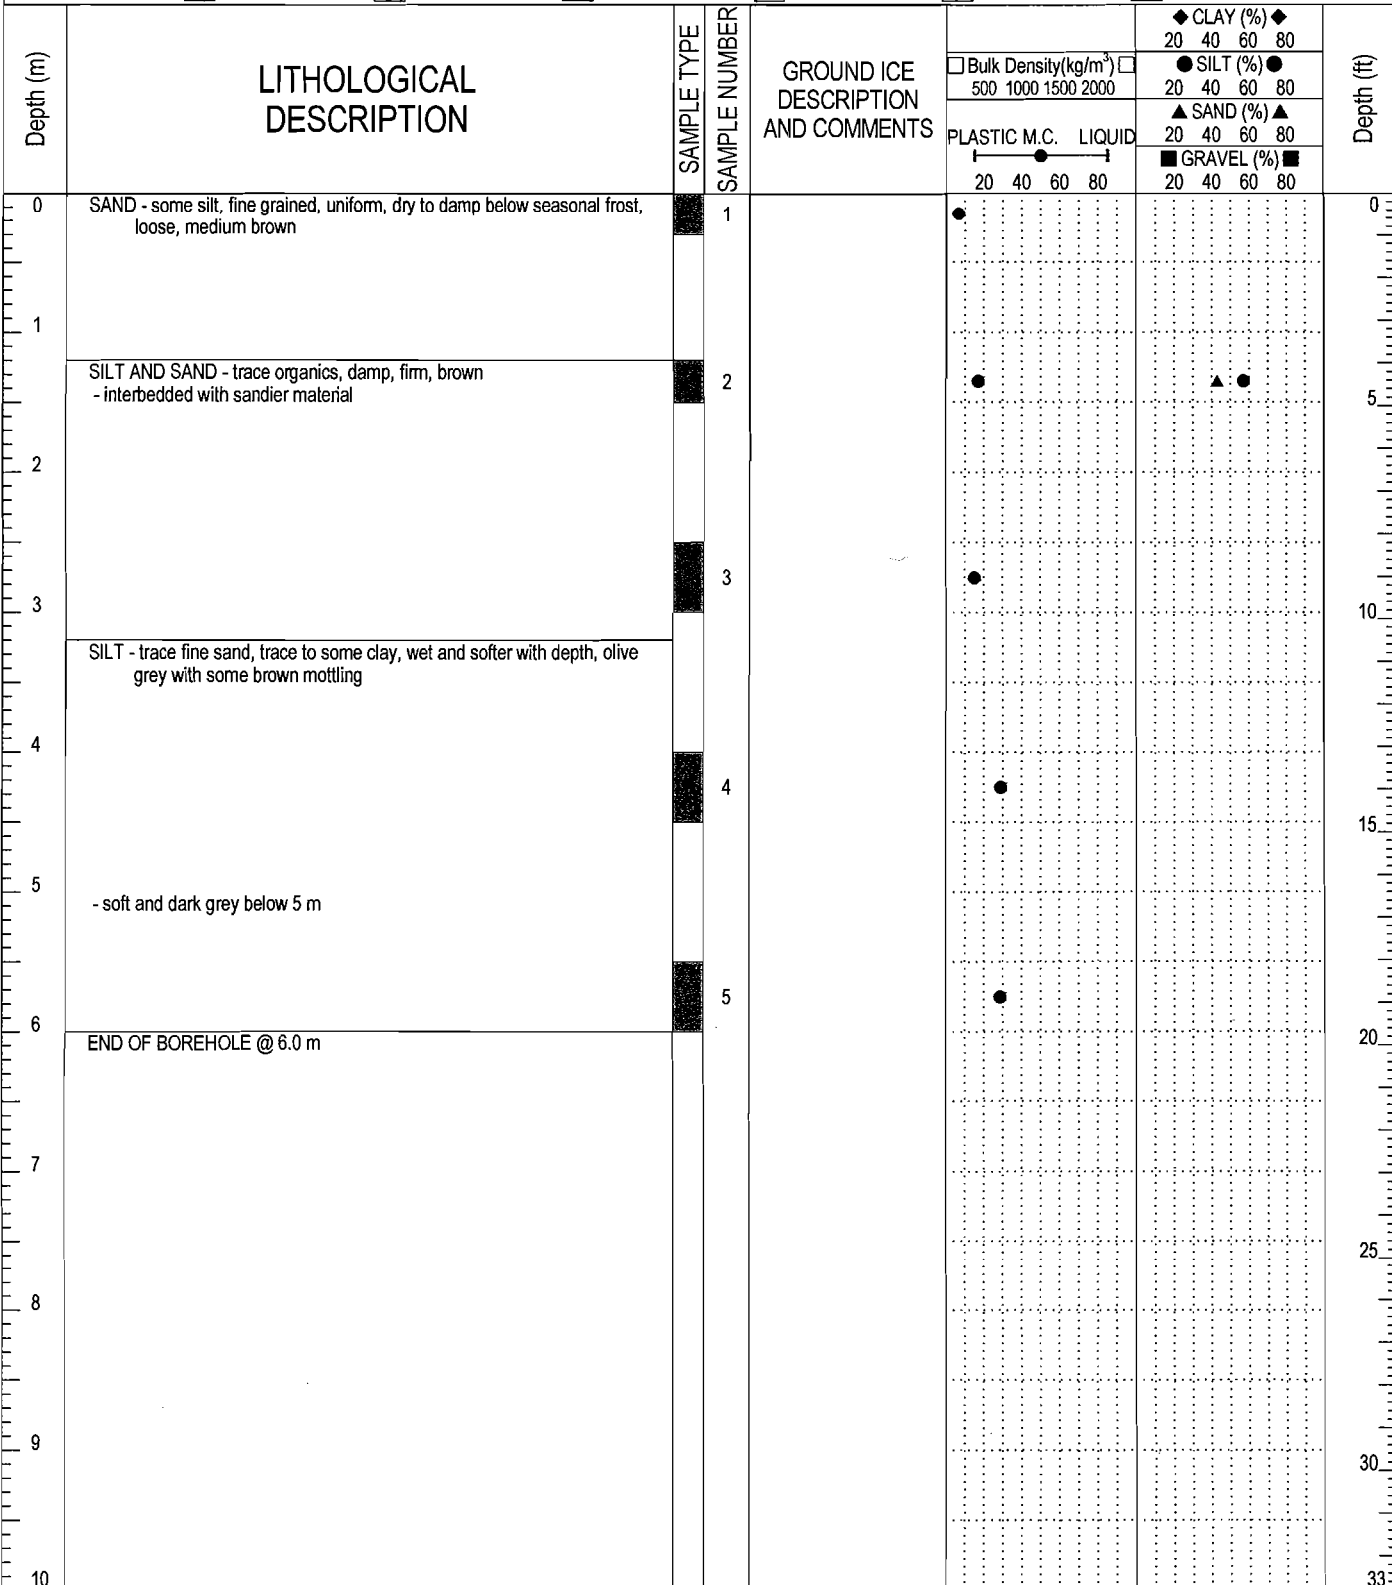 Depth (m)
LITHOLOGICAL
DESCRIPTION
SAMPLE TYPE
SAMPLE NUMBER
GROUND ICE
DESCRIPTION
AND COMMENTS
□ Bulk Density(kg/m³) □
500 1000 1500 2000
PLASTIC M.C. LIQUID
20 40 60 80
◆ CLAY (%) ◆
20 40 60 80
● SILT (%) ●
20 40 60 80
▲ SAND (%) ▲
20 40 60 80
■ GRAVEL (%) ■
20 40 60 80
Depth (ft)
0
SAND - some silt, fine grained, uniform, dry to damp below seasonal frost,
loose, medium brown
1
0
1
SILT AND SAND - trace organics, damp, firm, brown
- interbedded with sandier material
2
5
2
3
3
10
SILT - trace fine sand, trace to some clay, wet and softer with depth, olive
grey with some brown mottling
4
4
15
5
- soft and dark grey below 5 m
5
6
END OF BOREHOLE @ 6.0 m
20
7
25
8
9
30
10
33